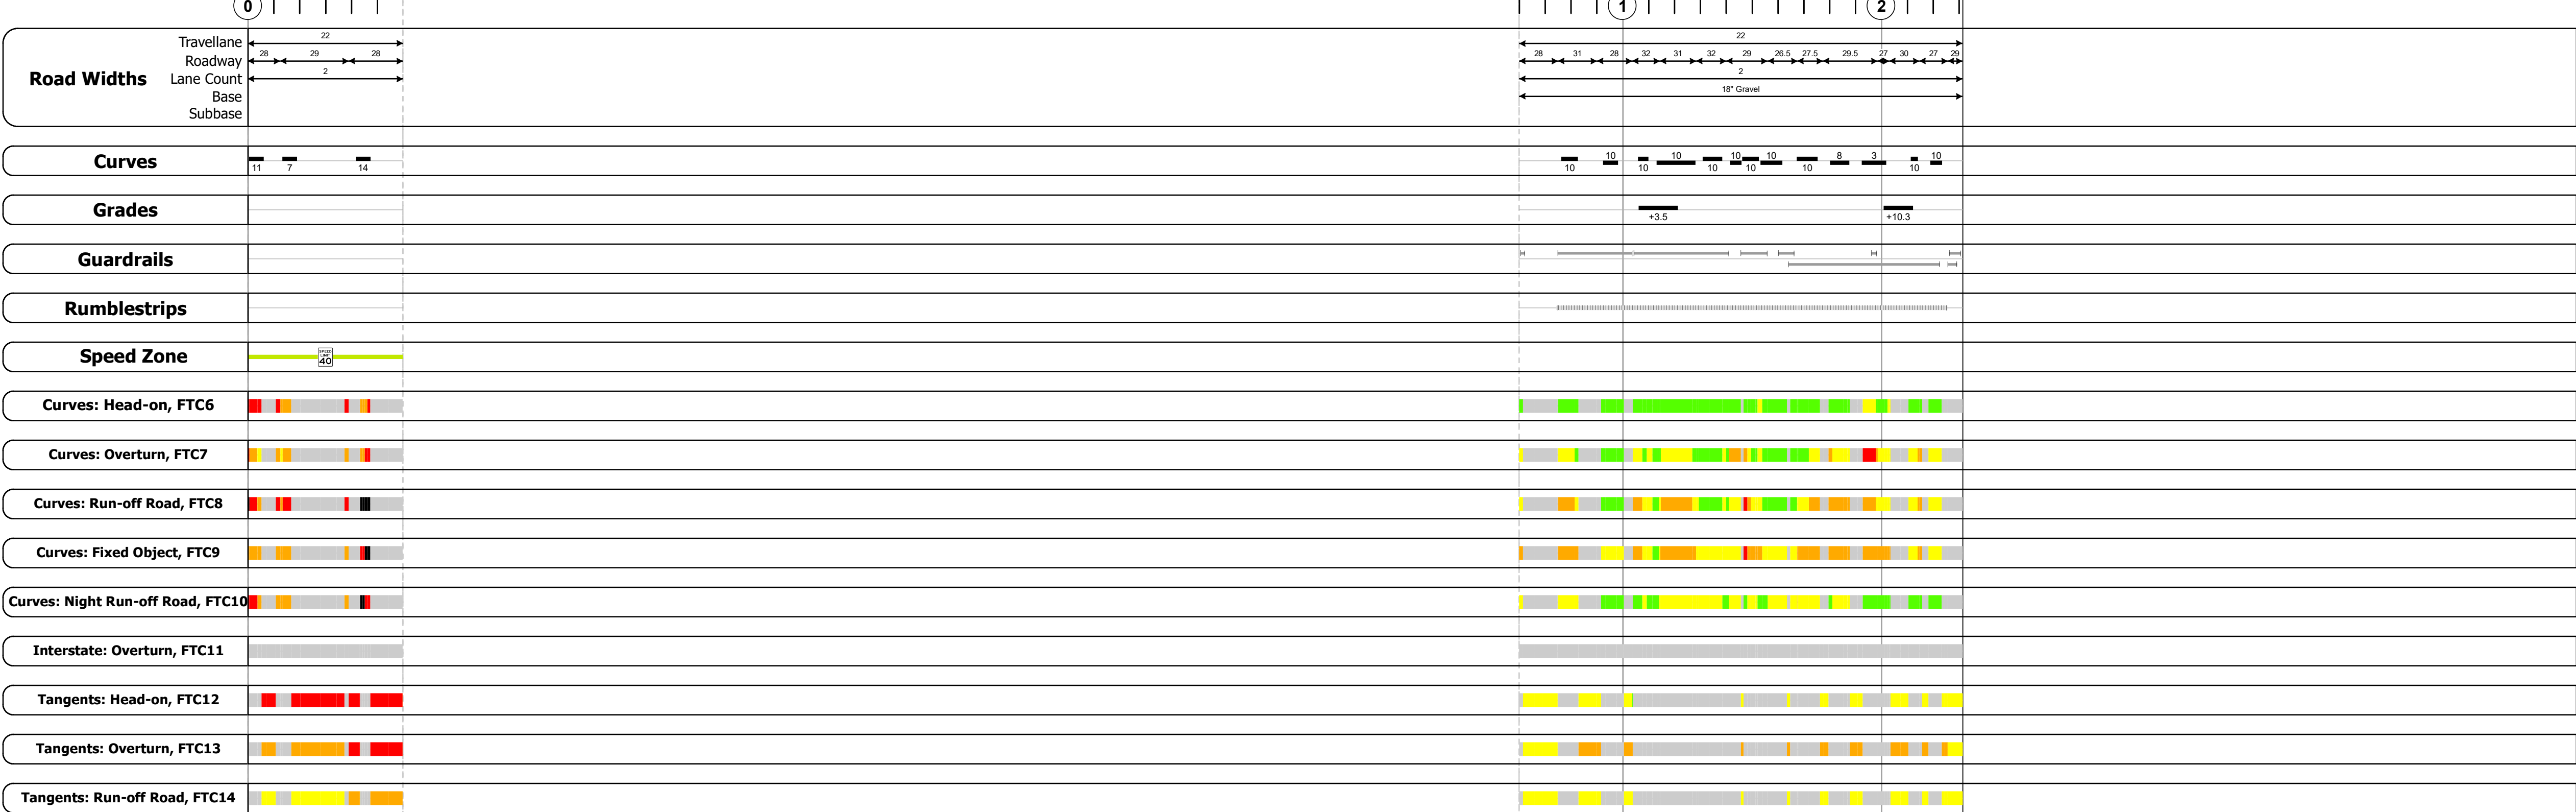 0 1 2
Road Widths
Travellane 22 22
Roadway 28 29 28 28 31 28 32 31 32 29 26.5 27.5 29.5 27 30 27 29
Lane Count 2 2
Base 18" Gravel
Subbase
Curves
10 10 10 10 8 3 10
11 7 14 10 10 10 10 10 10
Grades
+3.5 +10.3
Guardrails
Rumblestrips
Speed Zone
SPEED
LIMIT
40
Curves: Head-on, FTC6
Curves: Overturn, FTC7
Curves: Run-off Road, FTC8
Curves: Fixed Object, FTC9
Curves: Night Run-off Road, FTC10
Interstate: Overturn, FTC11
Tangents: Head-on, FTC12
Tangents: Overturn, FTC13
Tangents: Run-off Road, FTC14